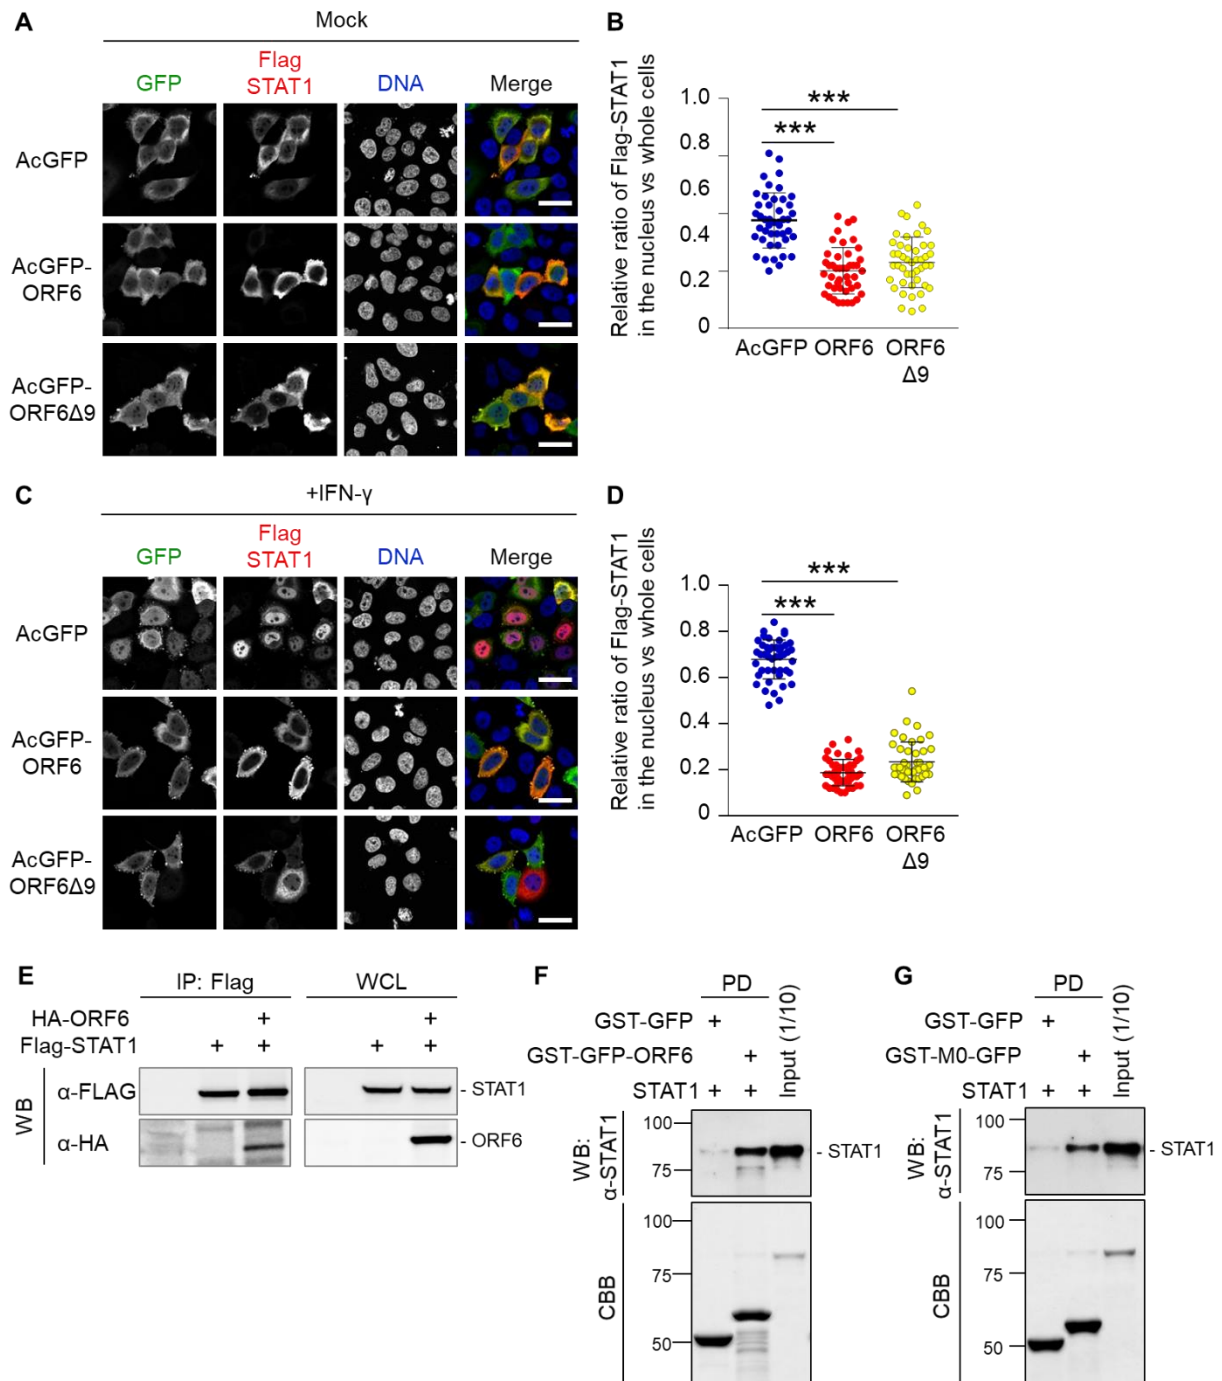 A
Mock
GFP
Flag
STAT1
DNA
Merge
AcGFP
AcGFP-
ORF6
AcGFP-
ORF6Δ9
B
Relative ratio of Flag-STAT1
in the nucleus vs whole cells
1.0
0.8
0.6
0.4
0.2
0
***
***
AcGFP
ORF6
ORF6
Δ9
C
+IFN-γ
GFP
Flag
STAT1
DNA
Merge
AcGFP
AcGFP-
ORF6
AcGFP-
ORF6Δ9
D
Relative ratio of Flag-STAT1
in the nucleus vs whole cells
1.0
0.8
0.6
0.4
0.2
0
***
***
AcGFP
ORF6
ORF6
Δ9
E
IP: Flag
WCL
HA-ORF6 + +
Flag-STAT1 + + + +
WB
α-FLAG
- STAT1
α-HA
- ORF6
F
PD
Input (1/10)
GST-GFP +
GST-GFP-ORF6 +
STAT1 + +
WB:
α-STAT1
100
75
- STAT1
CBB
100
75
50
G
PD
Input (1/10)
GST-GFP +
GST-M0-GFP +
STAT1 + +
WB:
α-STAT1
100
75
- STAT1
CBB
100
75
50